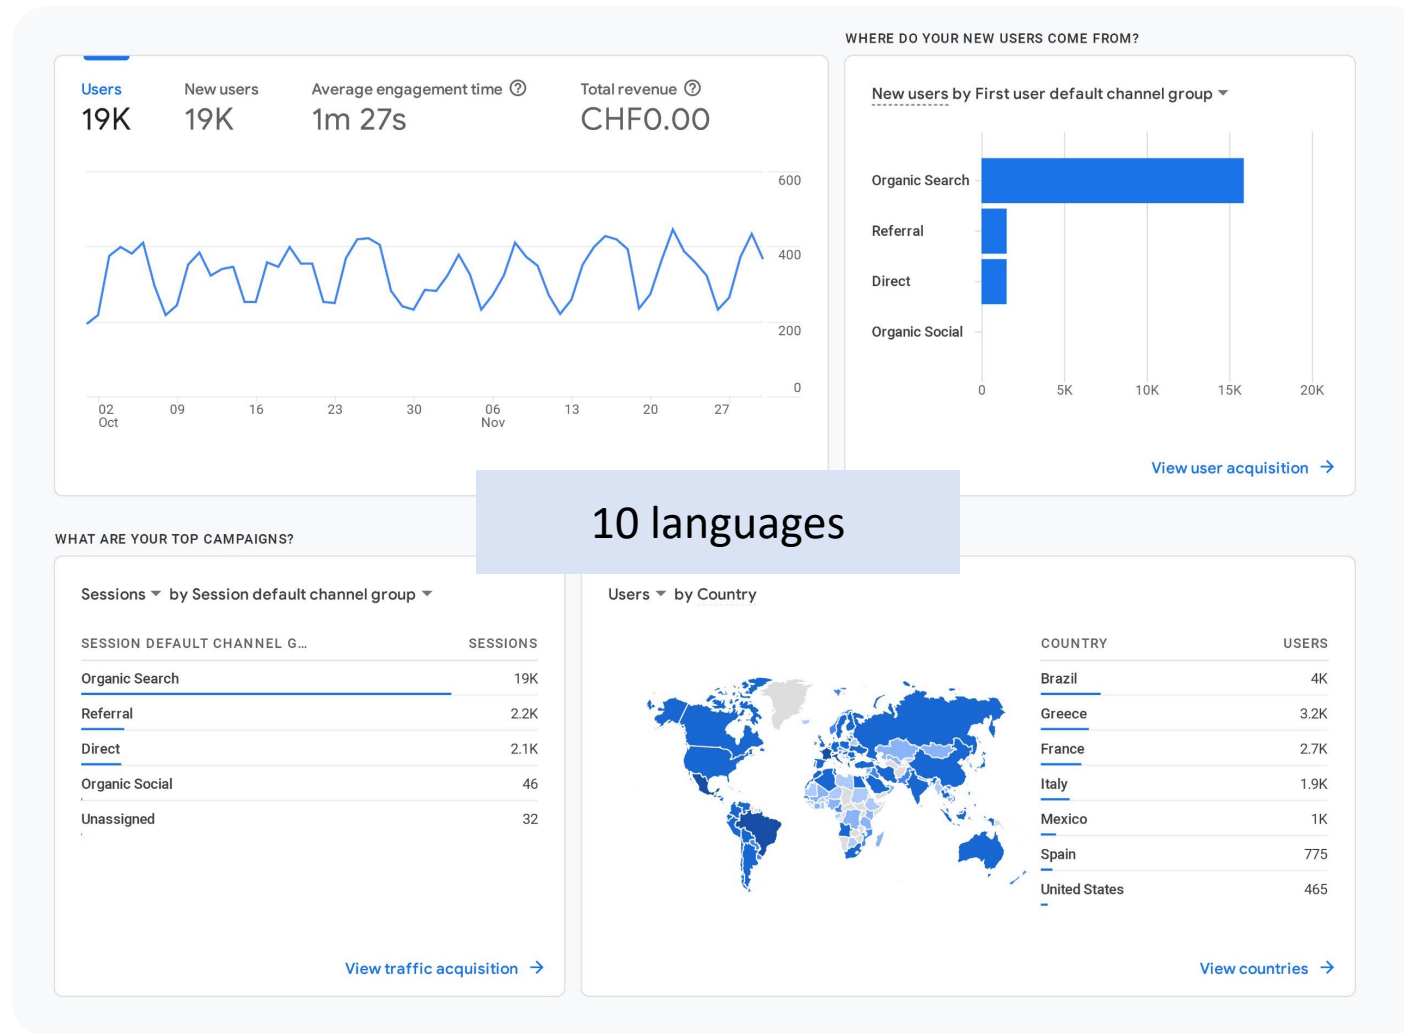 WHERE DO YOUR NEW USERS COME FROM?
Users New users Average engagement time Total revenue
19K 19K 1m 27s CHF0.00
600
400
200
0
02 09 16 23 30 06 13 20 27
Oct Nov
New users by First user default channel group
Organic Search
Referral
Direct
Organic Social
0 5K 10K 15K 20K
View user acquisition
10 languages
WHAT ARE YOUR TOP CAMPAIGNS?
Sessions by Session default channel group
SESSION DEFAULT CHANNEL G... SESSIONS
Organic Search 19K
Referral 2.2K
Direct 2.1K
Organic Social 46
Unassigned 32
View traffic acquisition
Users by Country
COUNTRY USERS
Brazil 4K
Greece 3.2K
France 2.7K
Italy 1.9K
Mexico 1K
Spain 775
United States 465
View countries